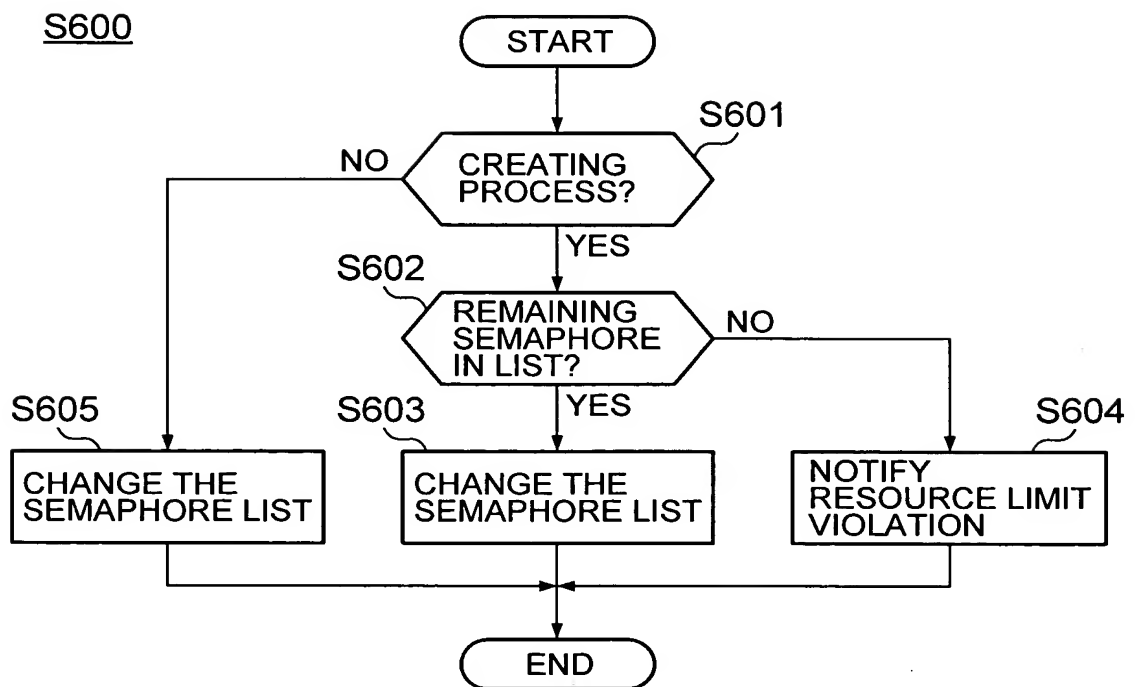 S600
START
S601
NO
CREATING
PROCESS?
YES
S602
REMAINING
SEMAPHORE
IN LIST?
NO
YES
S605
S603
S604
CHANGE THE
SEMAPHORE LIST
CHANGE THE
SEMAPHORE LIST
NOTIFY
RESOURCE LIMIT
VIOLATION
END